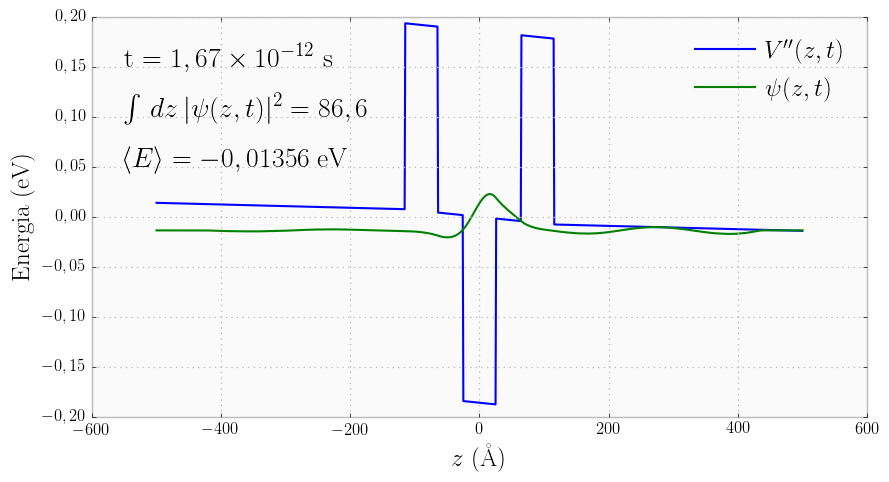 0,20
0,15
0,10
0,05
0,00
−0,05
−0,10
−0,15
−0,20
Energia (eV)
t = 1,67 × 10⁻¹² s
∫ dz |ψ(z, t)|² = 86,6
⟨E⟩ = −0,01356 eV
V′′(z, t)
ψ(z, t)
−600
−400
−200
0
200
400
600
z (Å)